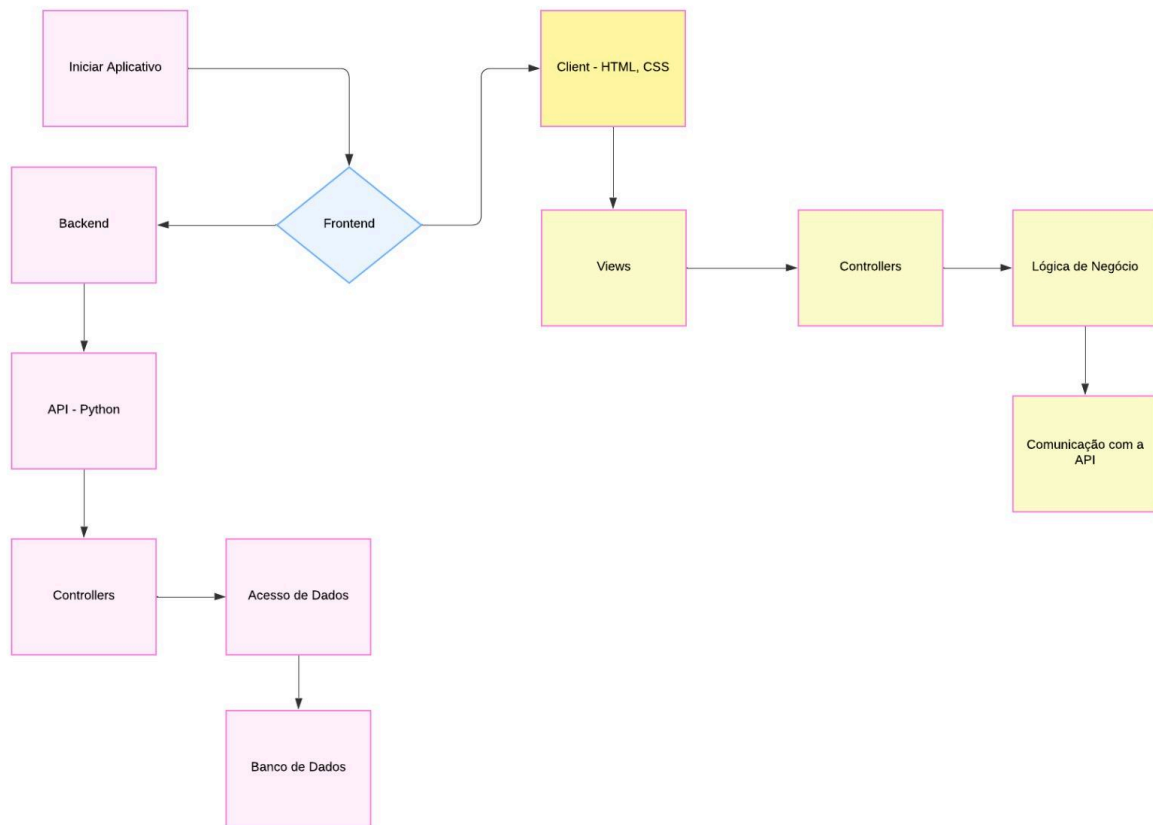 Iniciar Aplicativo
Client - HTML, CSS
Backend
Frontend
Views
Controllers
Lógica de Negócio
API - Python
Comunicação com a
API
Controllers
Acesso de Dados
Banco de Dados